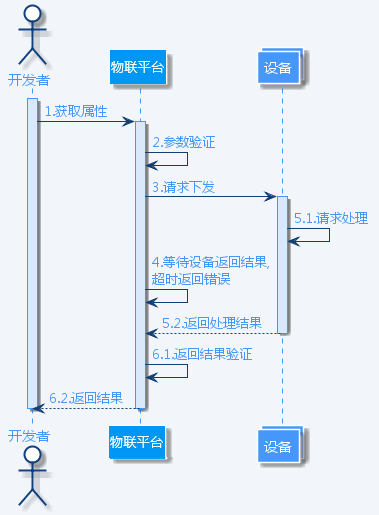 开发者
物联平台
设备
1.获取属性
2.参数验证
3.请求下发
5.1.请求处理
4.等待设备返回结果,
超时返回错误
5.2.返回处理结果
6.1.返回结果验证
6.2.返回结果
开发者
物联平台
设备